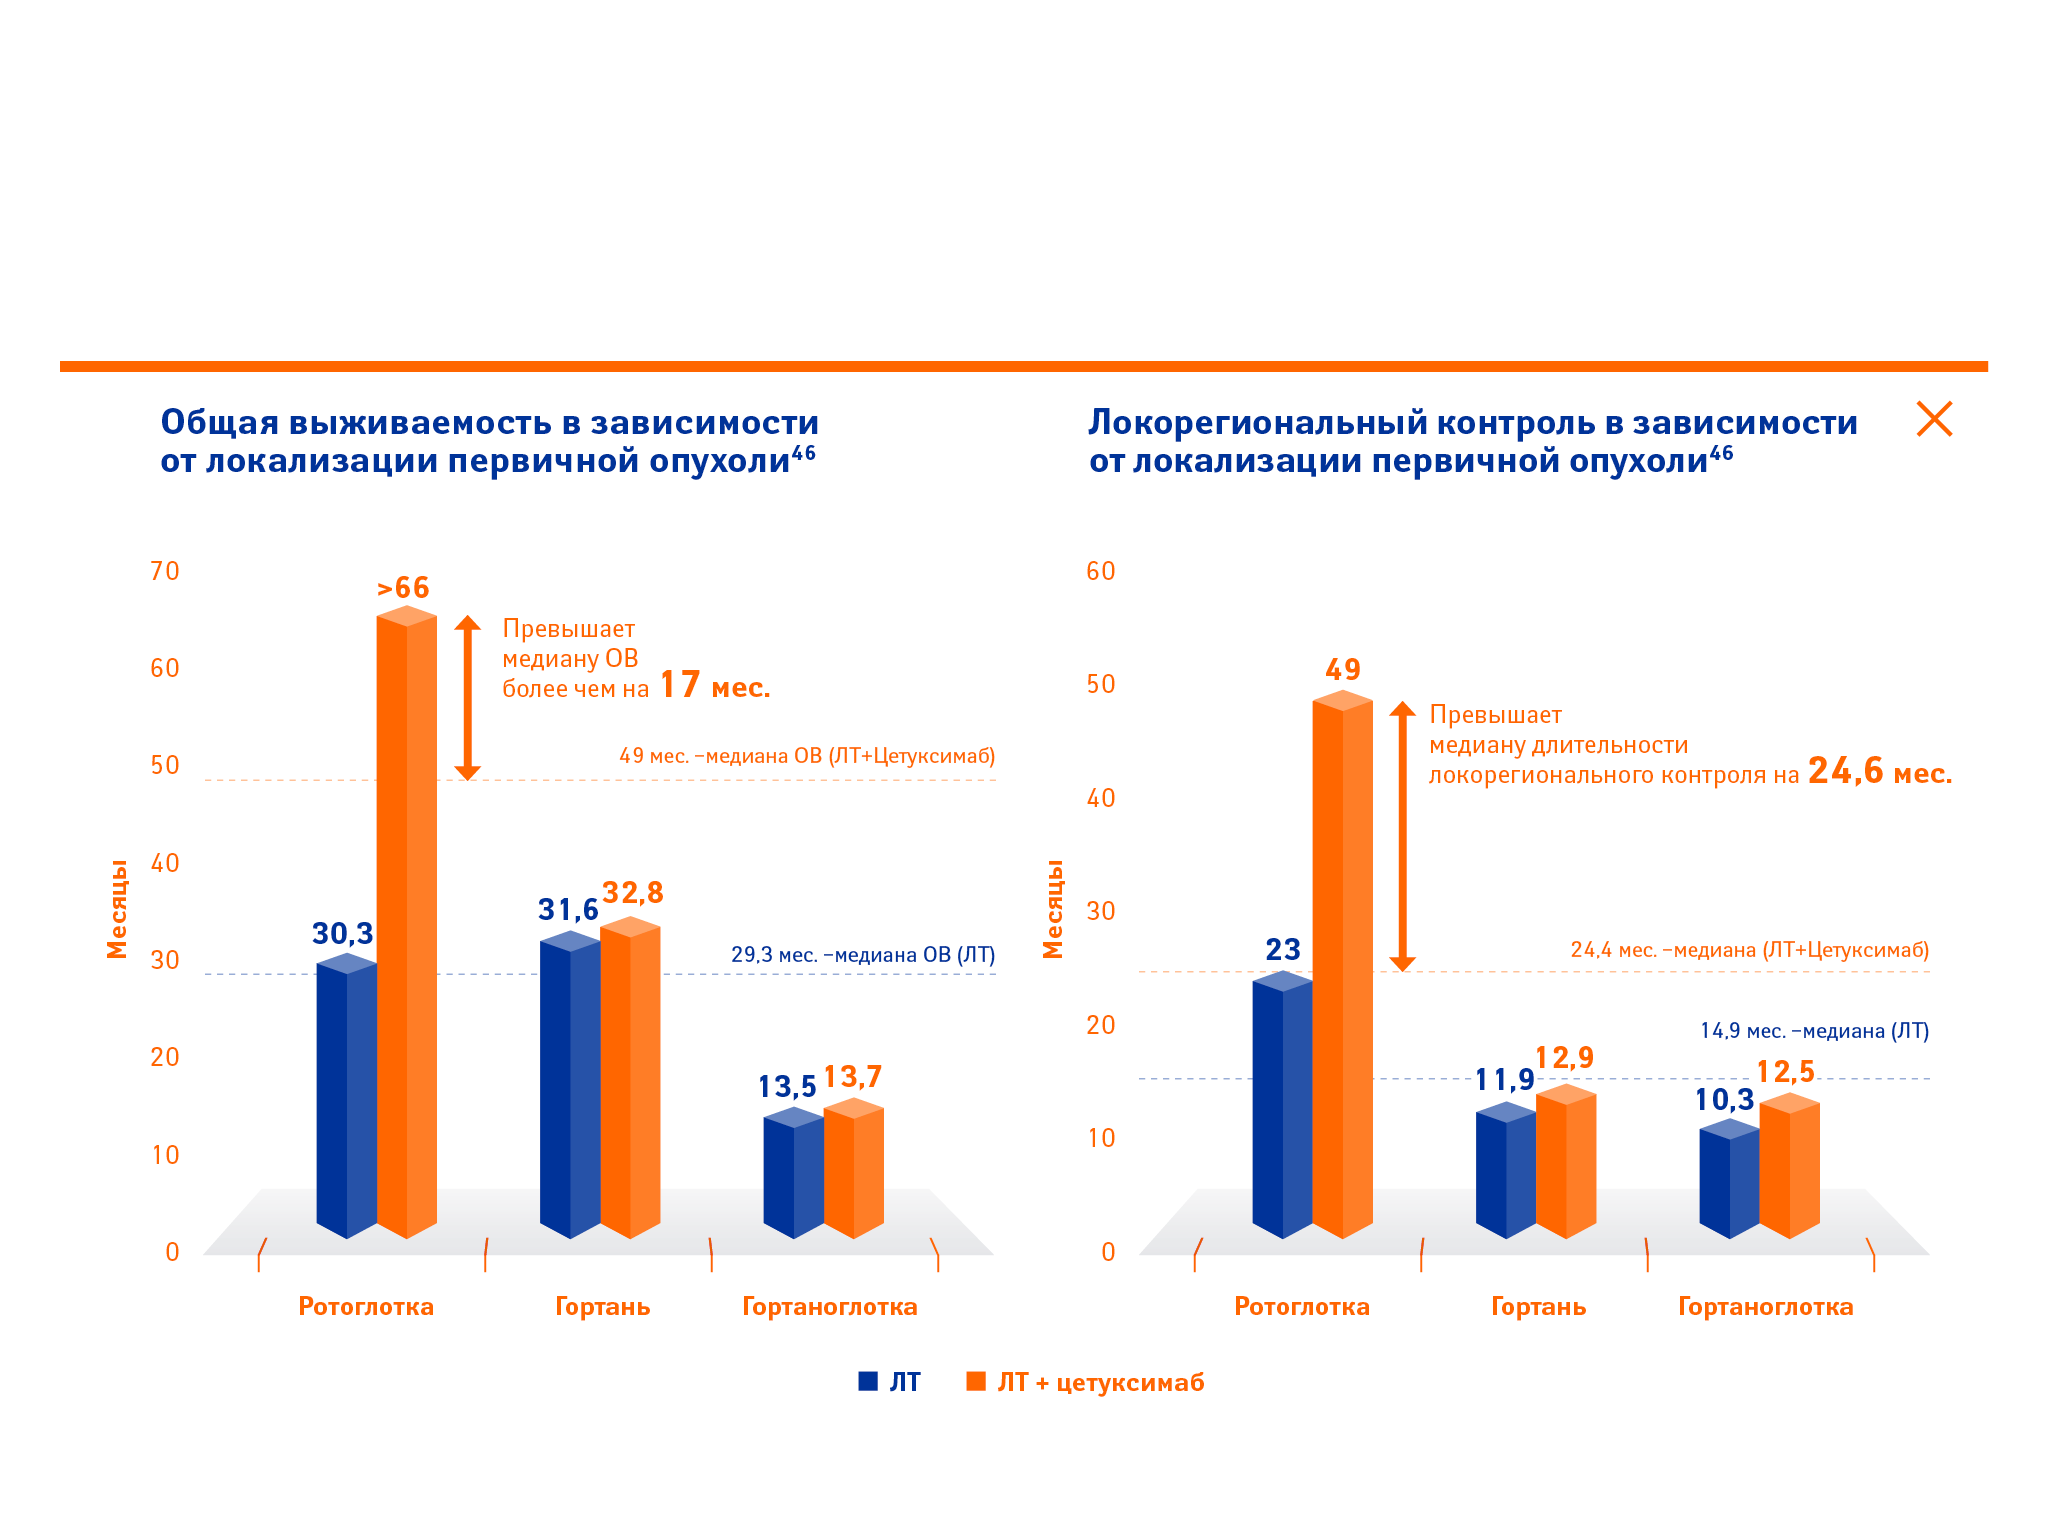 Общая выживаемость в зависимости
от локализации первичной опухоли⁴⁶
70
60
50
40
30
20
10
0
Месяцы
>66
Превышает
медиану ОВ
более чем на 17 мес.
49 мес. –медиана ОВ (ЛТ+Цетуксимаб)
30,3
31,6
32,8
29,3 мес. –медиана ОВ (ЛТ)
13,5
13,7
Ротоглотка
Гортань
Гортаноглотка
Локорегиональный контроль в зависимости
от локализации первичной опухоли⁴⁶
60
50
40
30
20
10
0
Месяцы
49
Превышает
медиану длительности
локорегионального контроля на 24,6 мес.
23
24,4 мес. –медиана (ЛТ+Цетуксимаб)
14,9 мес. –медиана (ЛТ)
11,9
12,9
10,3
12,5
Ротоглотка
Гортань
Гортаноглотка
ЛТ
ЛТ + цетуксимаб